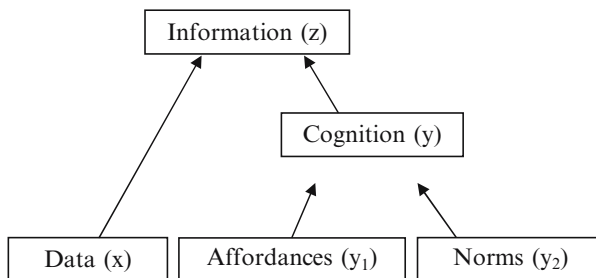 Information (z)
Cognition (y)
Data (x)
Affordances (y₁)
Norms (y₂)